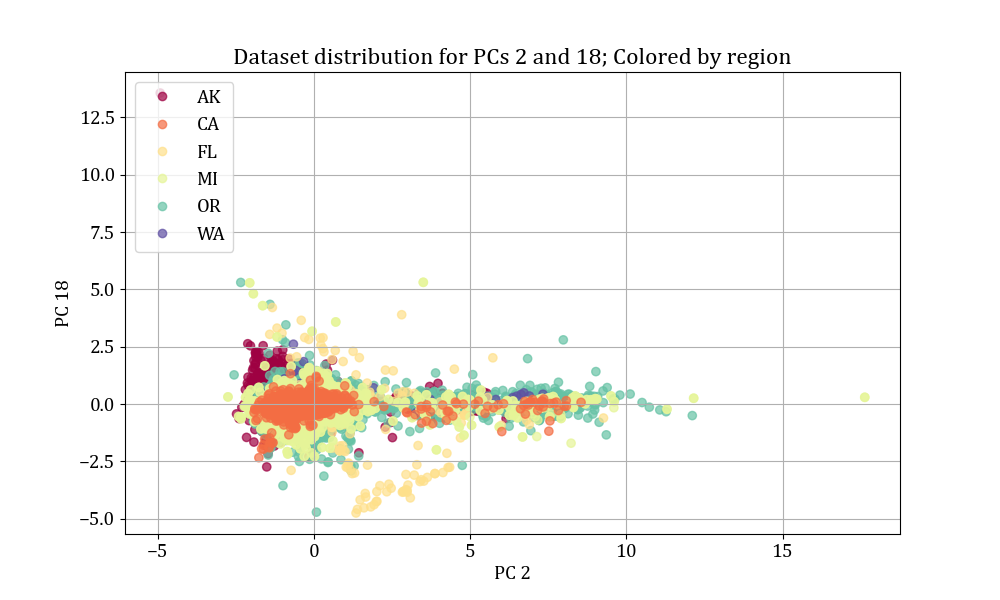 Dataset distribution for PCs 2 and 18; Colored by region
AK
CA
FL
MI
OR
WA
12.5
10.0
7.5
5.0
2.5
0.0
−2.5
−5.0
PC 18
−5
0
5
10
15
PC 2